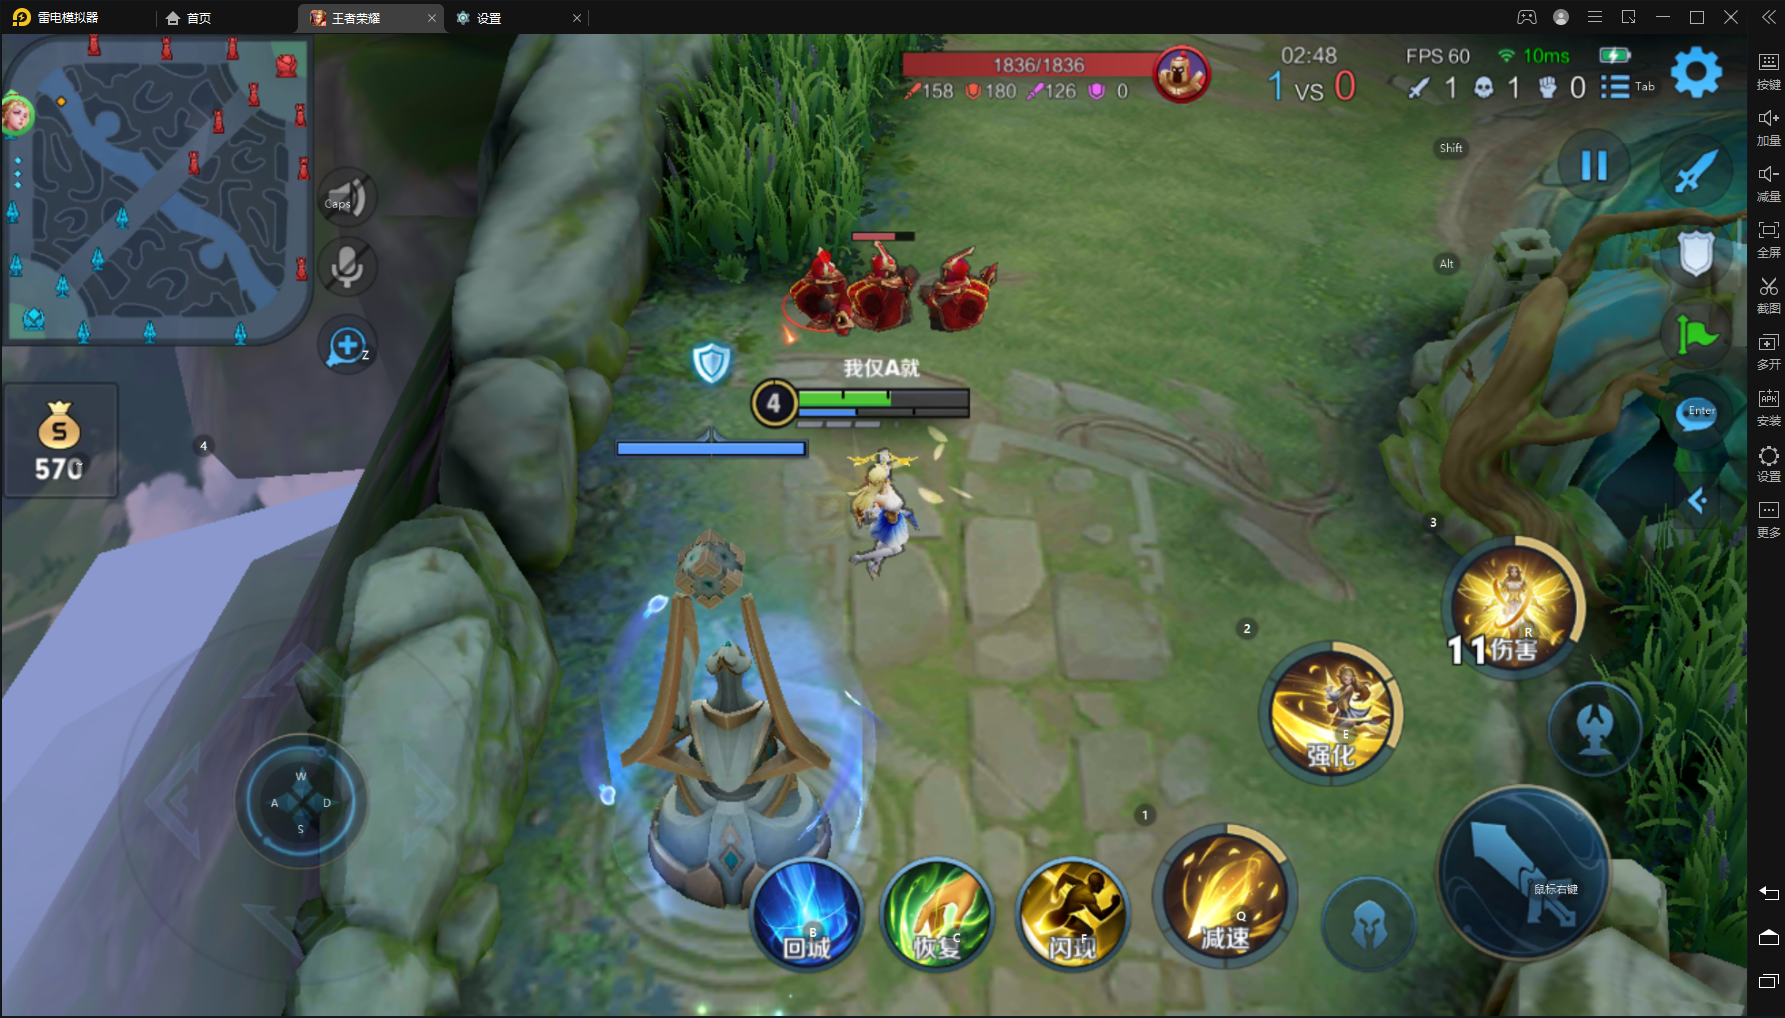 雷电模拟器
首页
王者荣耀
设置
1836/1836
158 180 126 0
02:48
1 VS 0
FPS 60
10ms
1 1 0
Tab
Shift
Caps
Alt
Z
Enter
我仅A就
4
570
4
3
R
11伤害
2
E
强化
W
A D
S
1
B
回城
C
恢复
F
闪现
Q
减速
鼠标右键
按键
加量
减量
全屏
截图
多开
APK
安装
设置
更多